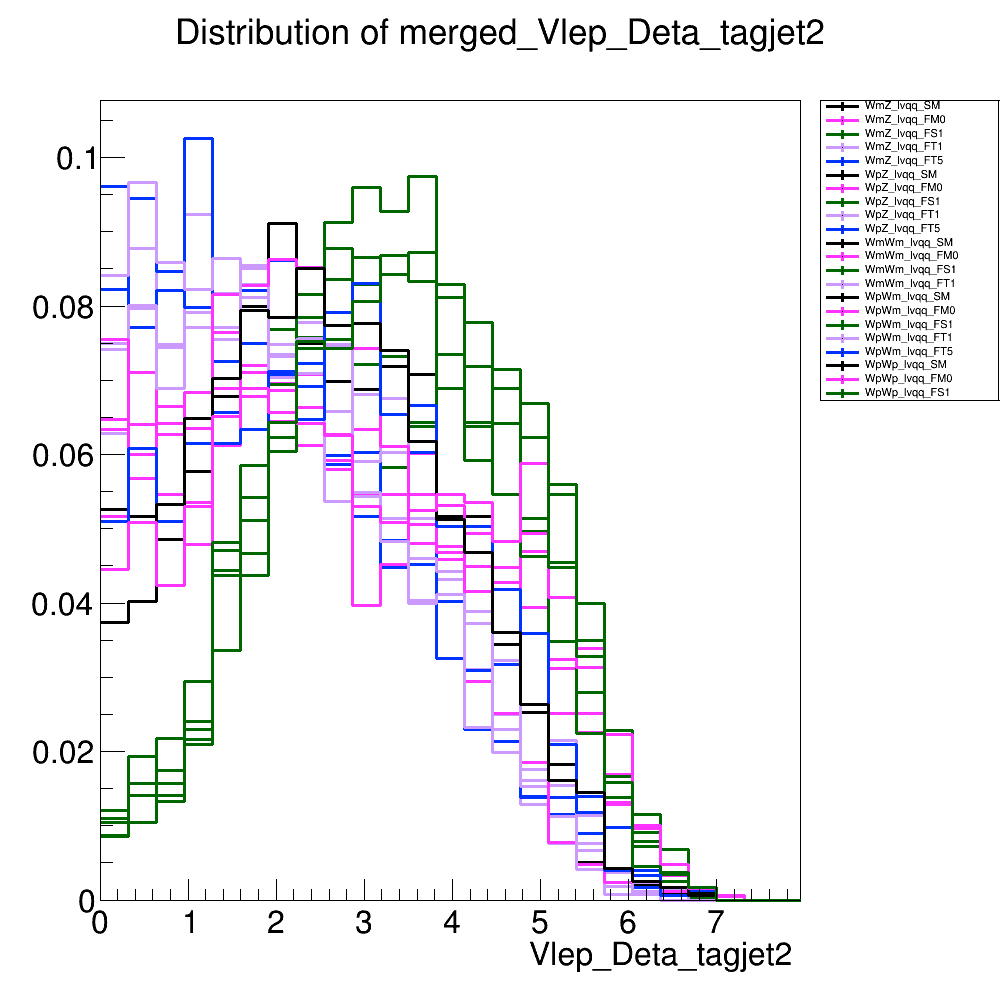 Distribution of merged_Vlep_Deta_tagjet2
WmZ_lvqq_SM
WmZ_lvqq_FM0
WmZ_lvqq_FS1
WmZ_lvqq_FT1
WmZ_lvqq_FT5
WpZ_lvqq_SM
WpZ_lvqq_FM0
WpZ_lvqq_FS1
WpZ_lvqq_FT1
WpZ_lvqq_FT5
WmWm_lvqq_SM
WmWm_lvqq_FM0
WmWm_lvqq_FS1
WmWm_lvqq_FT1
WpWm_lvqq_SM
WpWm_lvqq_FM0
WpWm_lvqq_FS1
WpWm_lvqq_FT1
WpWm_lvqq_FT5
WpWp_lvqq_SM
WpWp_lvqq_FM0
WpWp_lvqq_FS1
0.1
0.08
0.06
0.04
0.02
0
0 1 2 3 4 5 6 7
Vlep_Deta_tagjet2